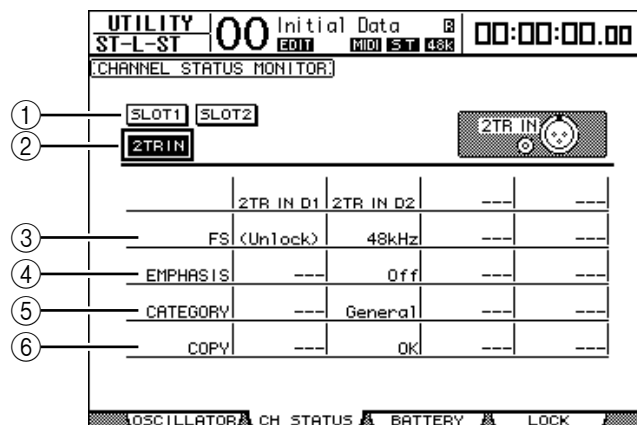 UTILITY 00 Initial Data R 00:00:00.00
ST-L-ST EDIT MIDI S.T 48K
CHANNEL STATUS MONITOR
① SLOT1 SLOT2
② 2TRIN 2TR IN
2TR IN D1 2TR IN D2 --- ---
③ FS (Unlock) 48kHz --- ---
④ EMPHASIS --- Off --- ---
⑤ CATEGORY --- General --- ---
⑥ COPY --- OK --- ---
OSCILLATOR CH STATUS BATTERY LOCK